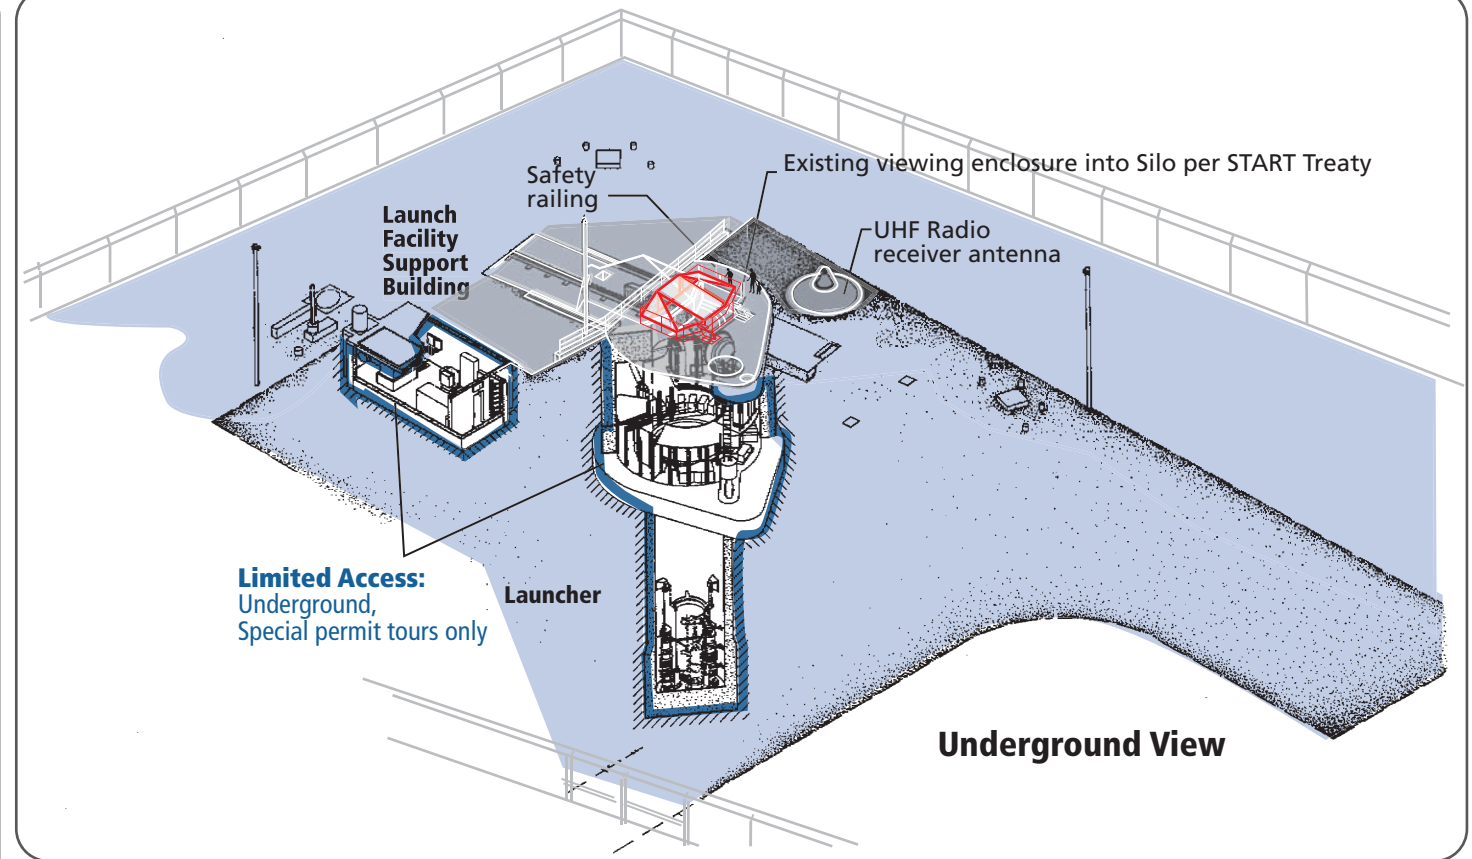 Existing viewing enclosure into Silo per START Treaty
Safety
railing
Launch
Facility
Support
Building
UHF Radio
receiver antenna
Limited Access:
Underground,
Special permit tours only
Launcher
Underground View